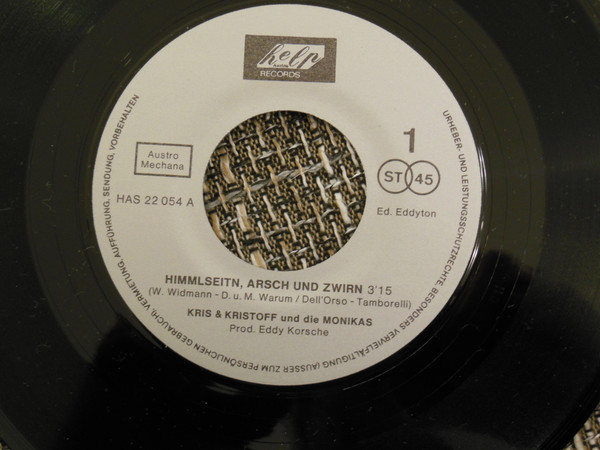 help
RECORDS
1
Austro
Mechana
ST 45
HAS 22 054 A
Ed. Eddyton
HIMMLSEITN, ARSCH UND ZWIRN 3'15
(W. Widmann - D. u. M. Warum / Dell'Orso - Tamborelli)
KRIS & KRISTOFF und die MONIKAS
Prod. Eddy Korsche
URHEBER- UND LEISTUNGSSCHUTZRECHTE, BESONDERS VERVIELFÄLTIGUNG (AUSSER ZUM PERSÖNLICHEN GEBRAUCH), VERMIETUNG, AUFFÜHRUNG, SENDUNG, VORBEHALTEN